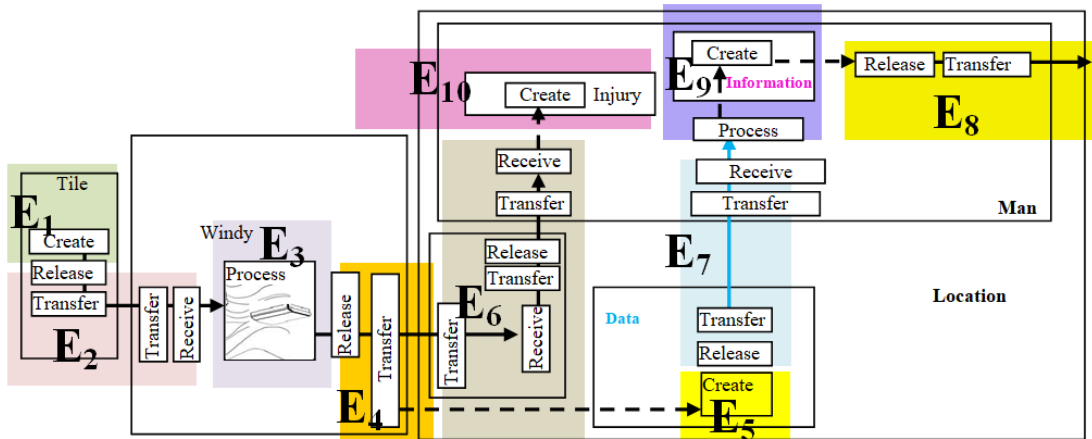 E10
Create
Injury
Receive
Transfer
Release
Transfer
E6
Transfer
Receive
Create
E9
Information
Process
Receive
Transfer
E7
Release
Transfer
E8
Man
Location
Data
Transfer
Release
Create
E5
Tile
E1
Create
Release
Transfer
E2
Transfer
Receive
Windy
E3
Process
Release
Transfer
E4